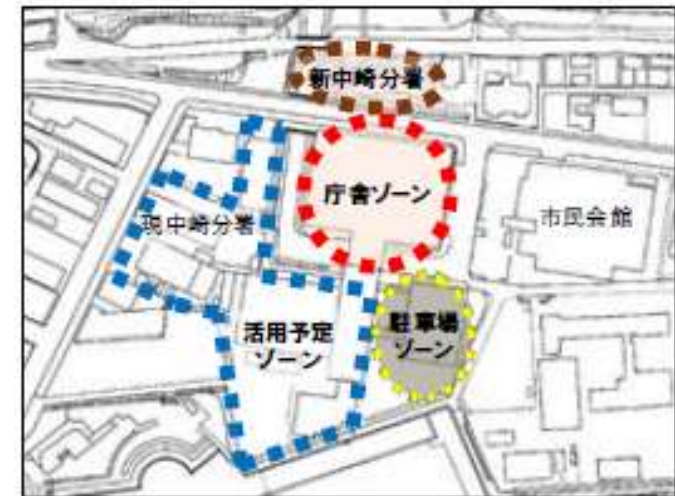 新中崎分署
庁舎ゾーン
市民会館
現中崎分署
駐車場
ゾーン
活用予定
ゾーン